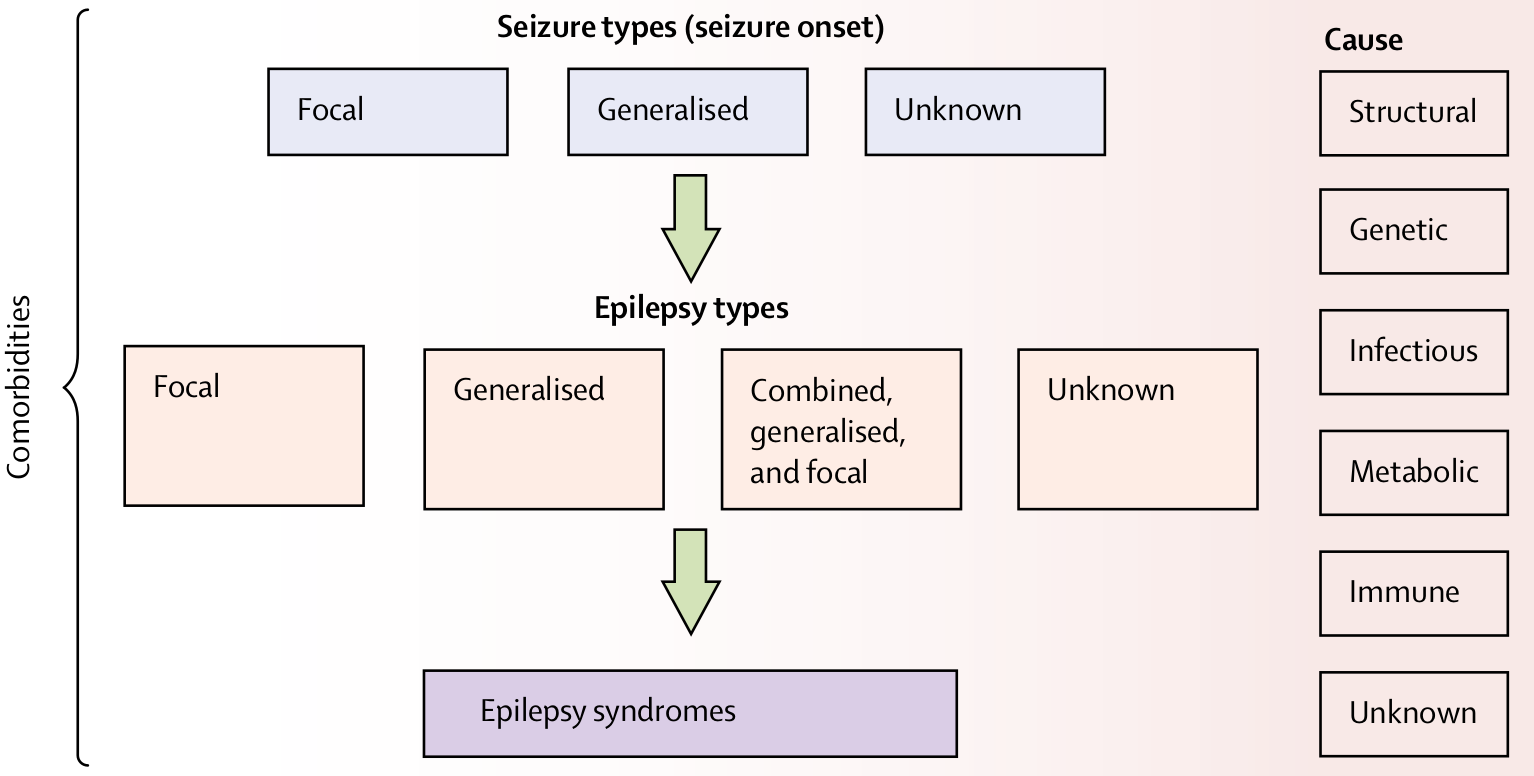 Comorbidities
Seizure types (seizure onset)
Focal
Generalised
Unknown
Epilepsy types
Focal
Generalised
Combined,
generalised,
and focal
Unknown
Epilepsy syndromes
Cause
Structural
Genetic
Infectious
Metabolic
Immune
Unknown